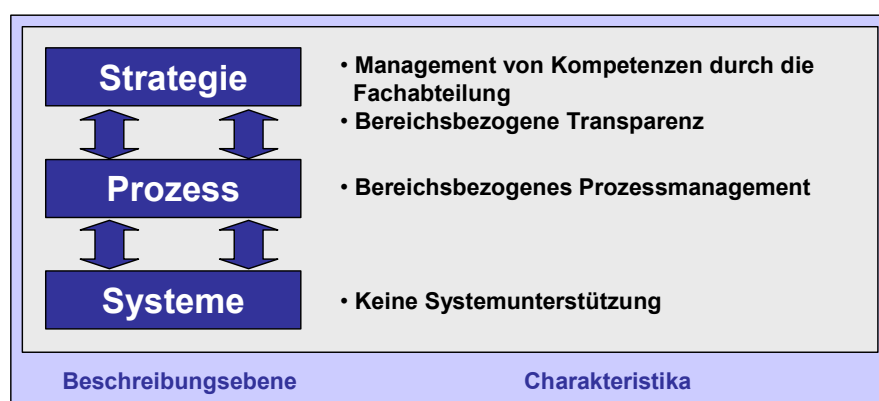 Strategie
• Management von Kompetenzen durch die
Fachabteilung
• Bereichsbezogene Transparenz
Prozess
• Bereichsbezogenes Prozessmanagement
Systeme
• Keine Systemunterstützung
Beschreibungsebene
Charakteristika